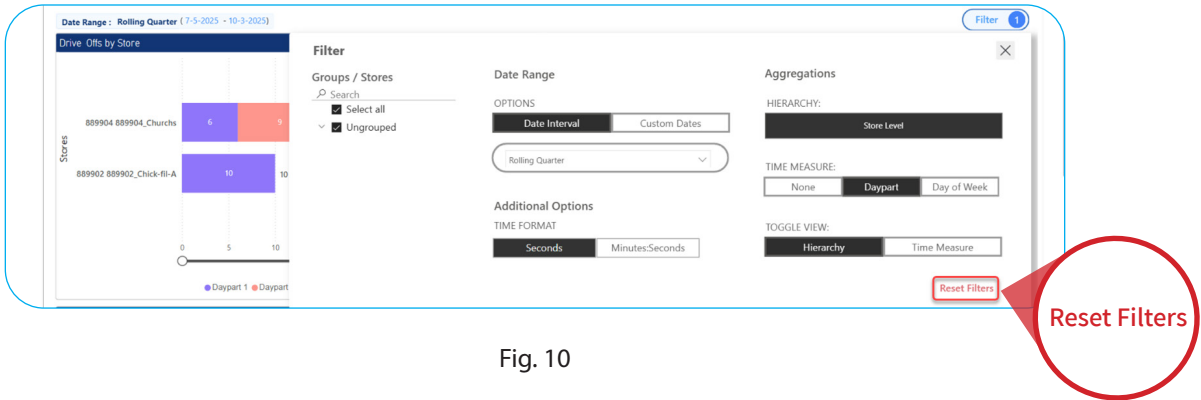 Date Range : Rolling Quarter ( 7-5-2025 - 10-3-2025)
Filter 1
Drive Offs by Store
Stores
889904 889904_Churchs
6
9
889902 889902_Chick-fil-A
10
10
0 5 10
Daypart 1 Daypart
Filter
Groups / Stores
Search
Select all
Ungrouped
Date Range
OPTIONS
Date Interval Custom Dates
Rolling Quarter
Additional Options
TIME FORMAT
Seconds Minutes:Seconds
Aggregations
HIERARCHY:
Store Level
TIME MEASURE:
None Daypart Day of Week
TOGGLE VIEW:
Hierarchy Time Measure
Reset Filters
Reset Filters
Fig. 10